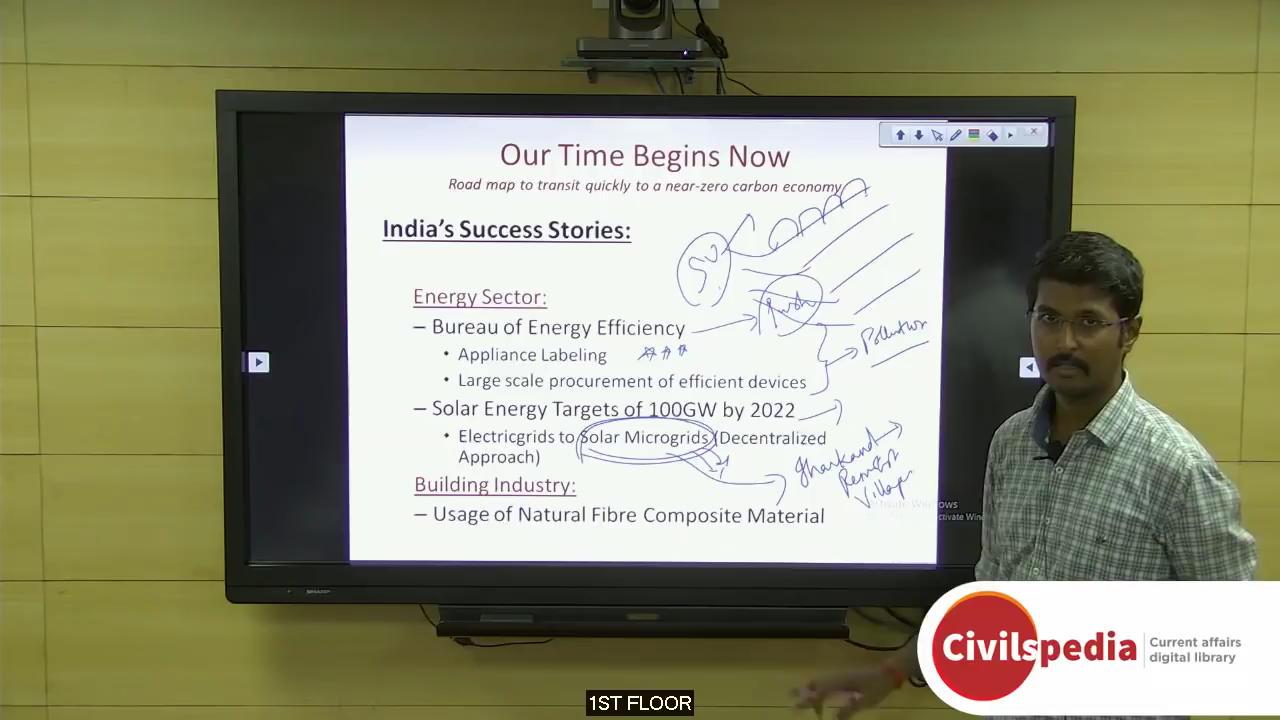 Our Time Begins Now
Road map to transit quickly to a near-zero carbon economy
India's Success Stories:
Energy Sector:
– Bureau of Energy Efficiency
• Appliance Labeling
• Large scale procurement of efficient devices
Pollution
– Solar Energy Targets of 100GW by 2022
• Electricgrids to Solar Microgrids (Decentralized
Approach)
Jharkand
Remost
Village
Building Industry:
– Usage of Natural Fibre Composite Material
SHARP
Civilspedia
Current affairs
digital library
1ST FLOOR